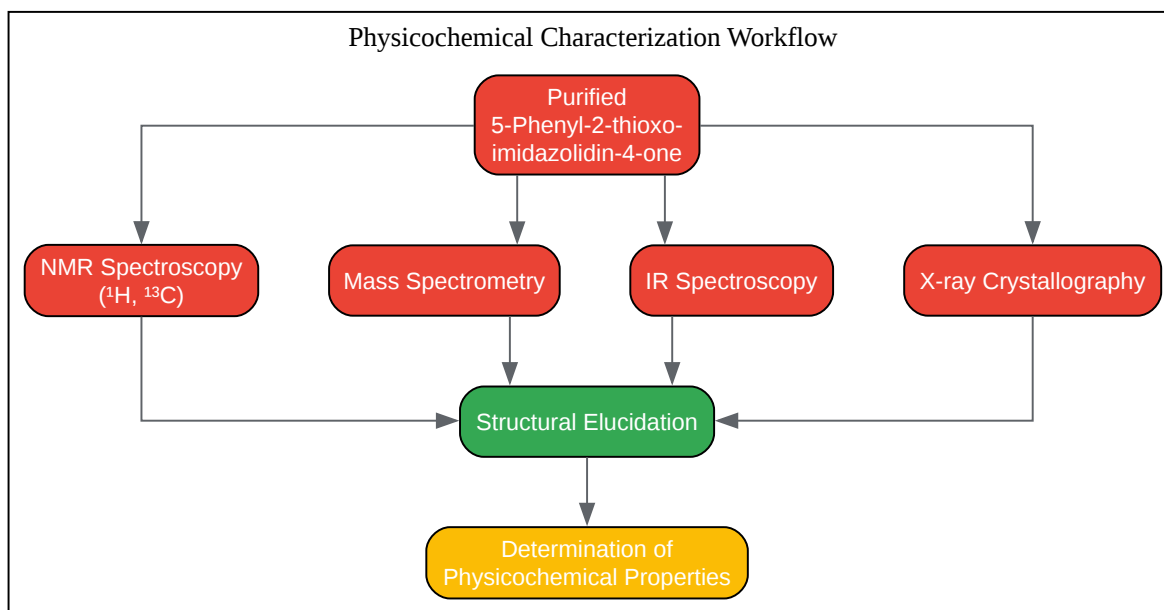 Physicochemical Characterization Workflow
Purified
5-Phenyl-2-thioxo-
imidazolidin-4-one
NMR Spectroscopy
(¹H, ¹³C)
Mass Spectrometry
IR Spectroscopy
X-ray Crystallography
Structural Elucidation
Determination of
Physicochemical Properties